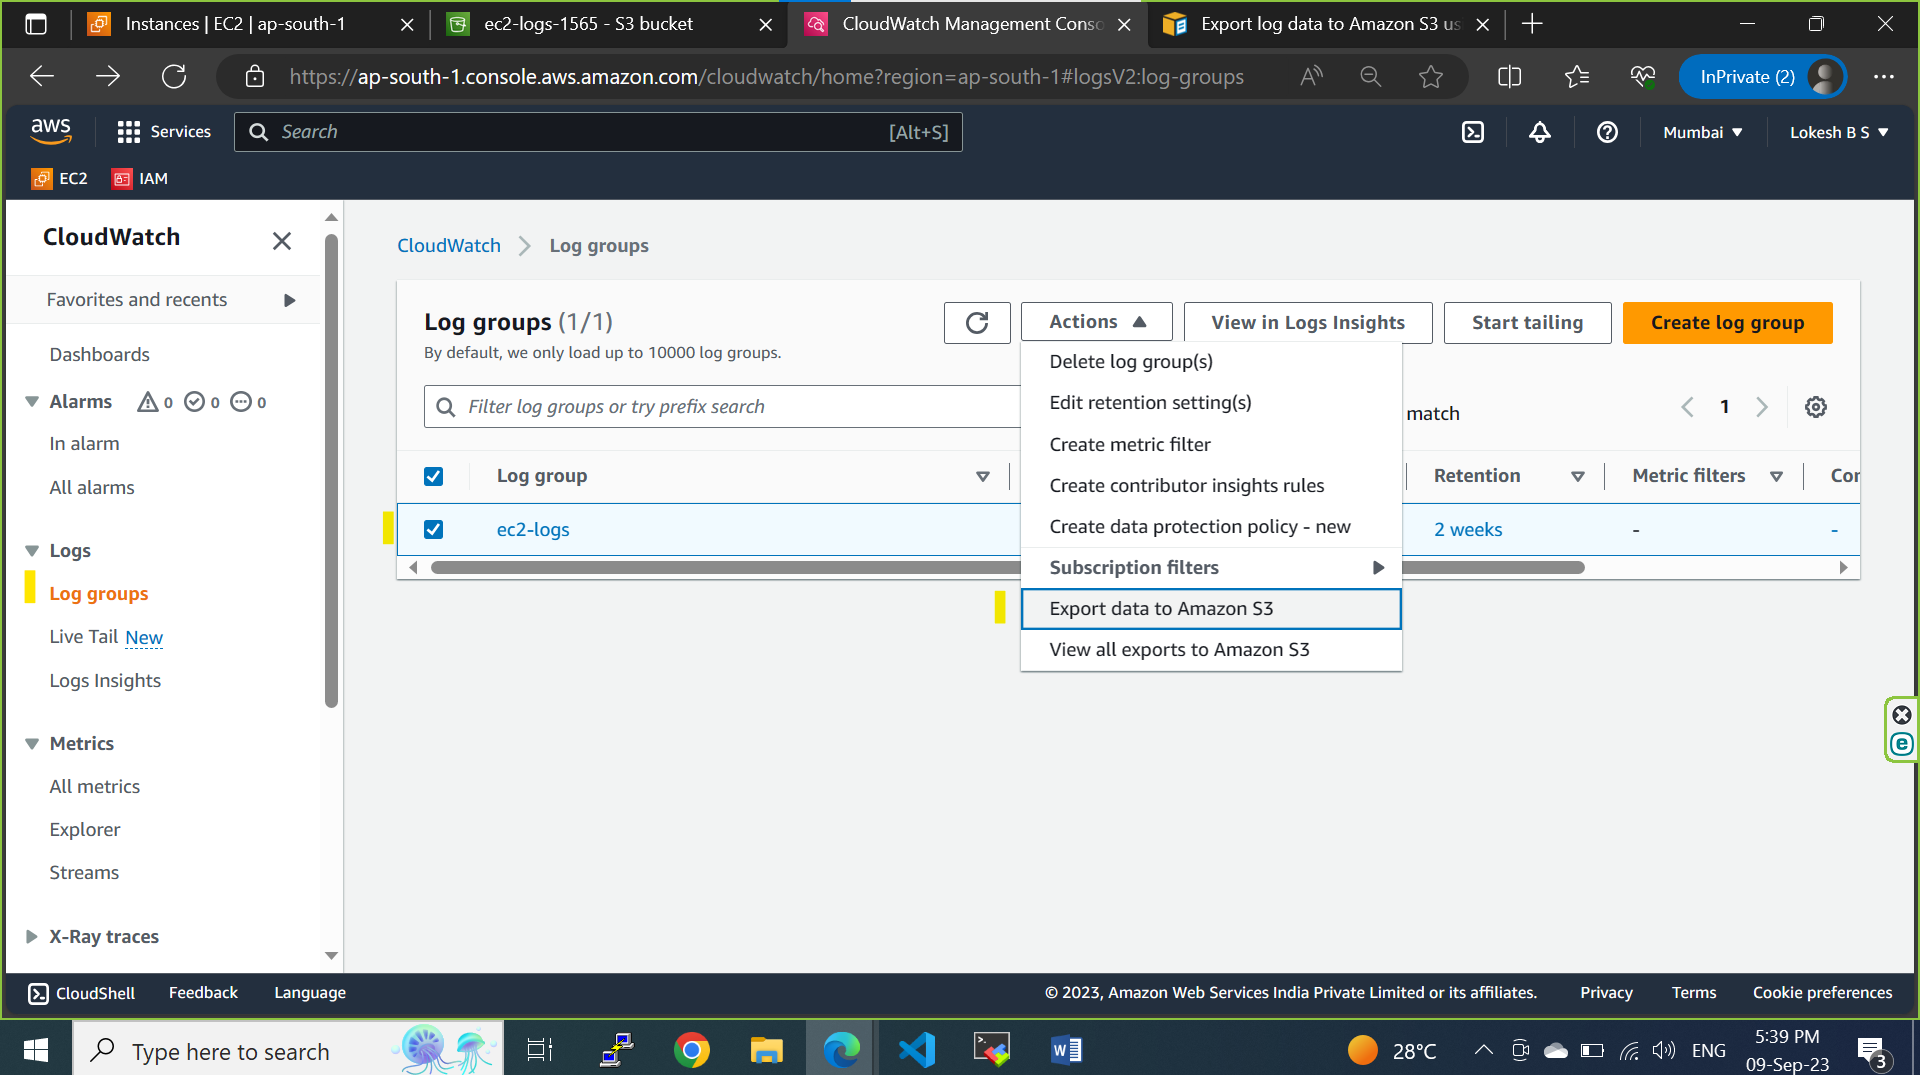 Instances | EC2 | ap-south-1
ec2-logs-1565 - S3 bucket
CloudWatch Management Conso
Export log data to Amazon S3 us
https://ap-south-1.console.aws.amazon.com/cloudwatch/home?region=ap-south-1#logsV2:log-groups
InPrivate (2)
aws
Services
Search
[Alt+S]
Mumbai
Lokesh B S
EC2
IAM
CloudWatch
Favorites and recents
Dashboards
Alarms
0
0
0
In alarm
All alarms
Logs
Log groups
Live Tail New
Logs Insights
Metrics
All metrics
Explorer
Streams
X-Ray traces
CloudWatch
Log groups
Log groups (1/1)
By default, we only load up to 10000 log groups.
Actions
View in Logs Insights
Start tailing
Create log group
Filter log groups or try prefix search
match
1
Log group
Retention
Metric filters
Cor
ec2-logs
2 weeks
-
-
Delete log group(s)
Edit retention setting(s)
Create metric filter
Create contributor insights rules
Create data protection policy - new
Subscription filters
Export data to Amazon S3
View all exports to Amazon S3
CloudShell
Feedback
Language
© 2023, Amazon Web Services India Private Limited or its affiliates.
Privacy
Terms
Cookie preferences
Type here to search
28°C
ENG
5:39 PM
09-Sep-23
3